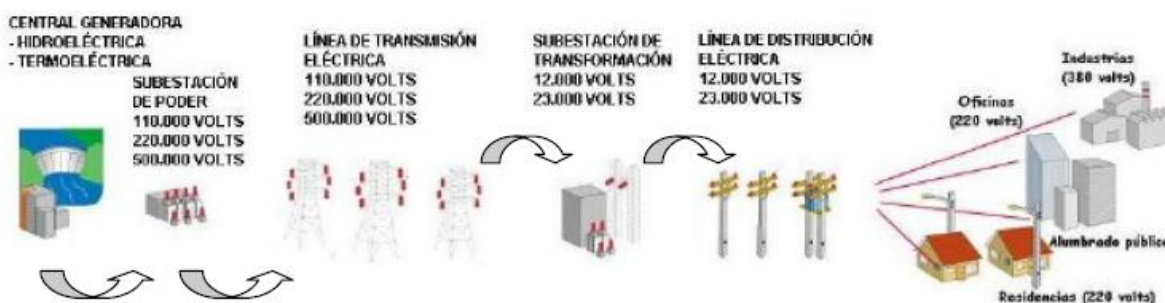 CENTRAL GENERADORA
- HIDROELÉCTRICA
- TERMOELÉCTRICA
SUBESTACIÓN
DE PODER
110.000 VOLTS
220.000 VOLTS
500.000 VOLTS
LÍNEA DE TRANSMISIÓN
ELÉCTRICA
110.000 VOLTS
220.000 VOLTS
500.000 VOLTS
SUBESTACIÓN DE
TRANSFORMACIÓN
12.000 VOLTS
23.000 VOLTS
LÍNEA DE DISTRIBUCIÓN
ELÉCTRICA
12.000 VOLTS
23.000 VOLTS
Industrias
(380 volts)
Oficinas
(220 volts)
Alumbrado público
Residencias (220 volts)